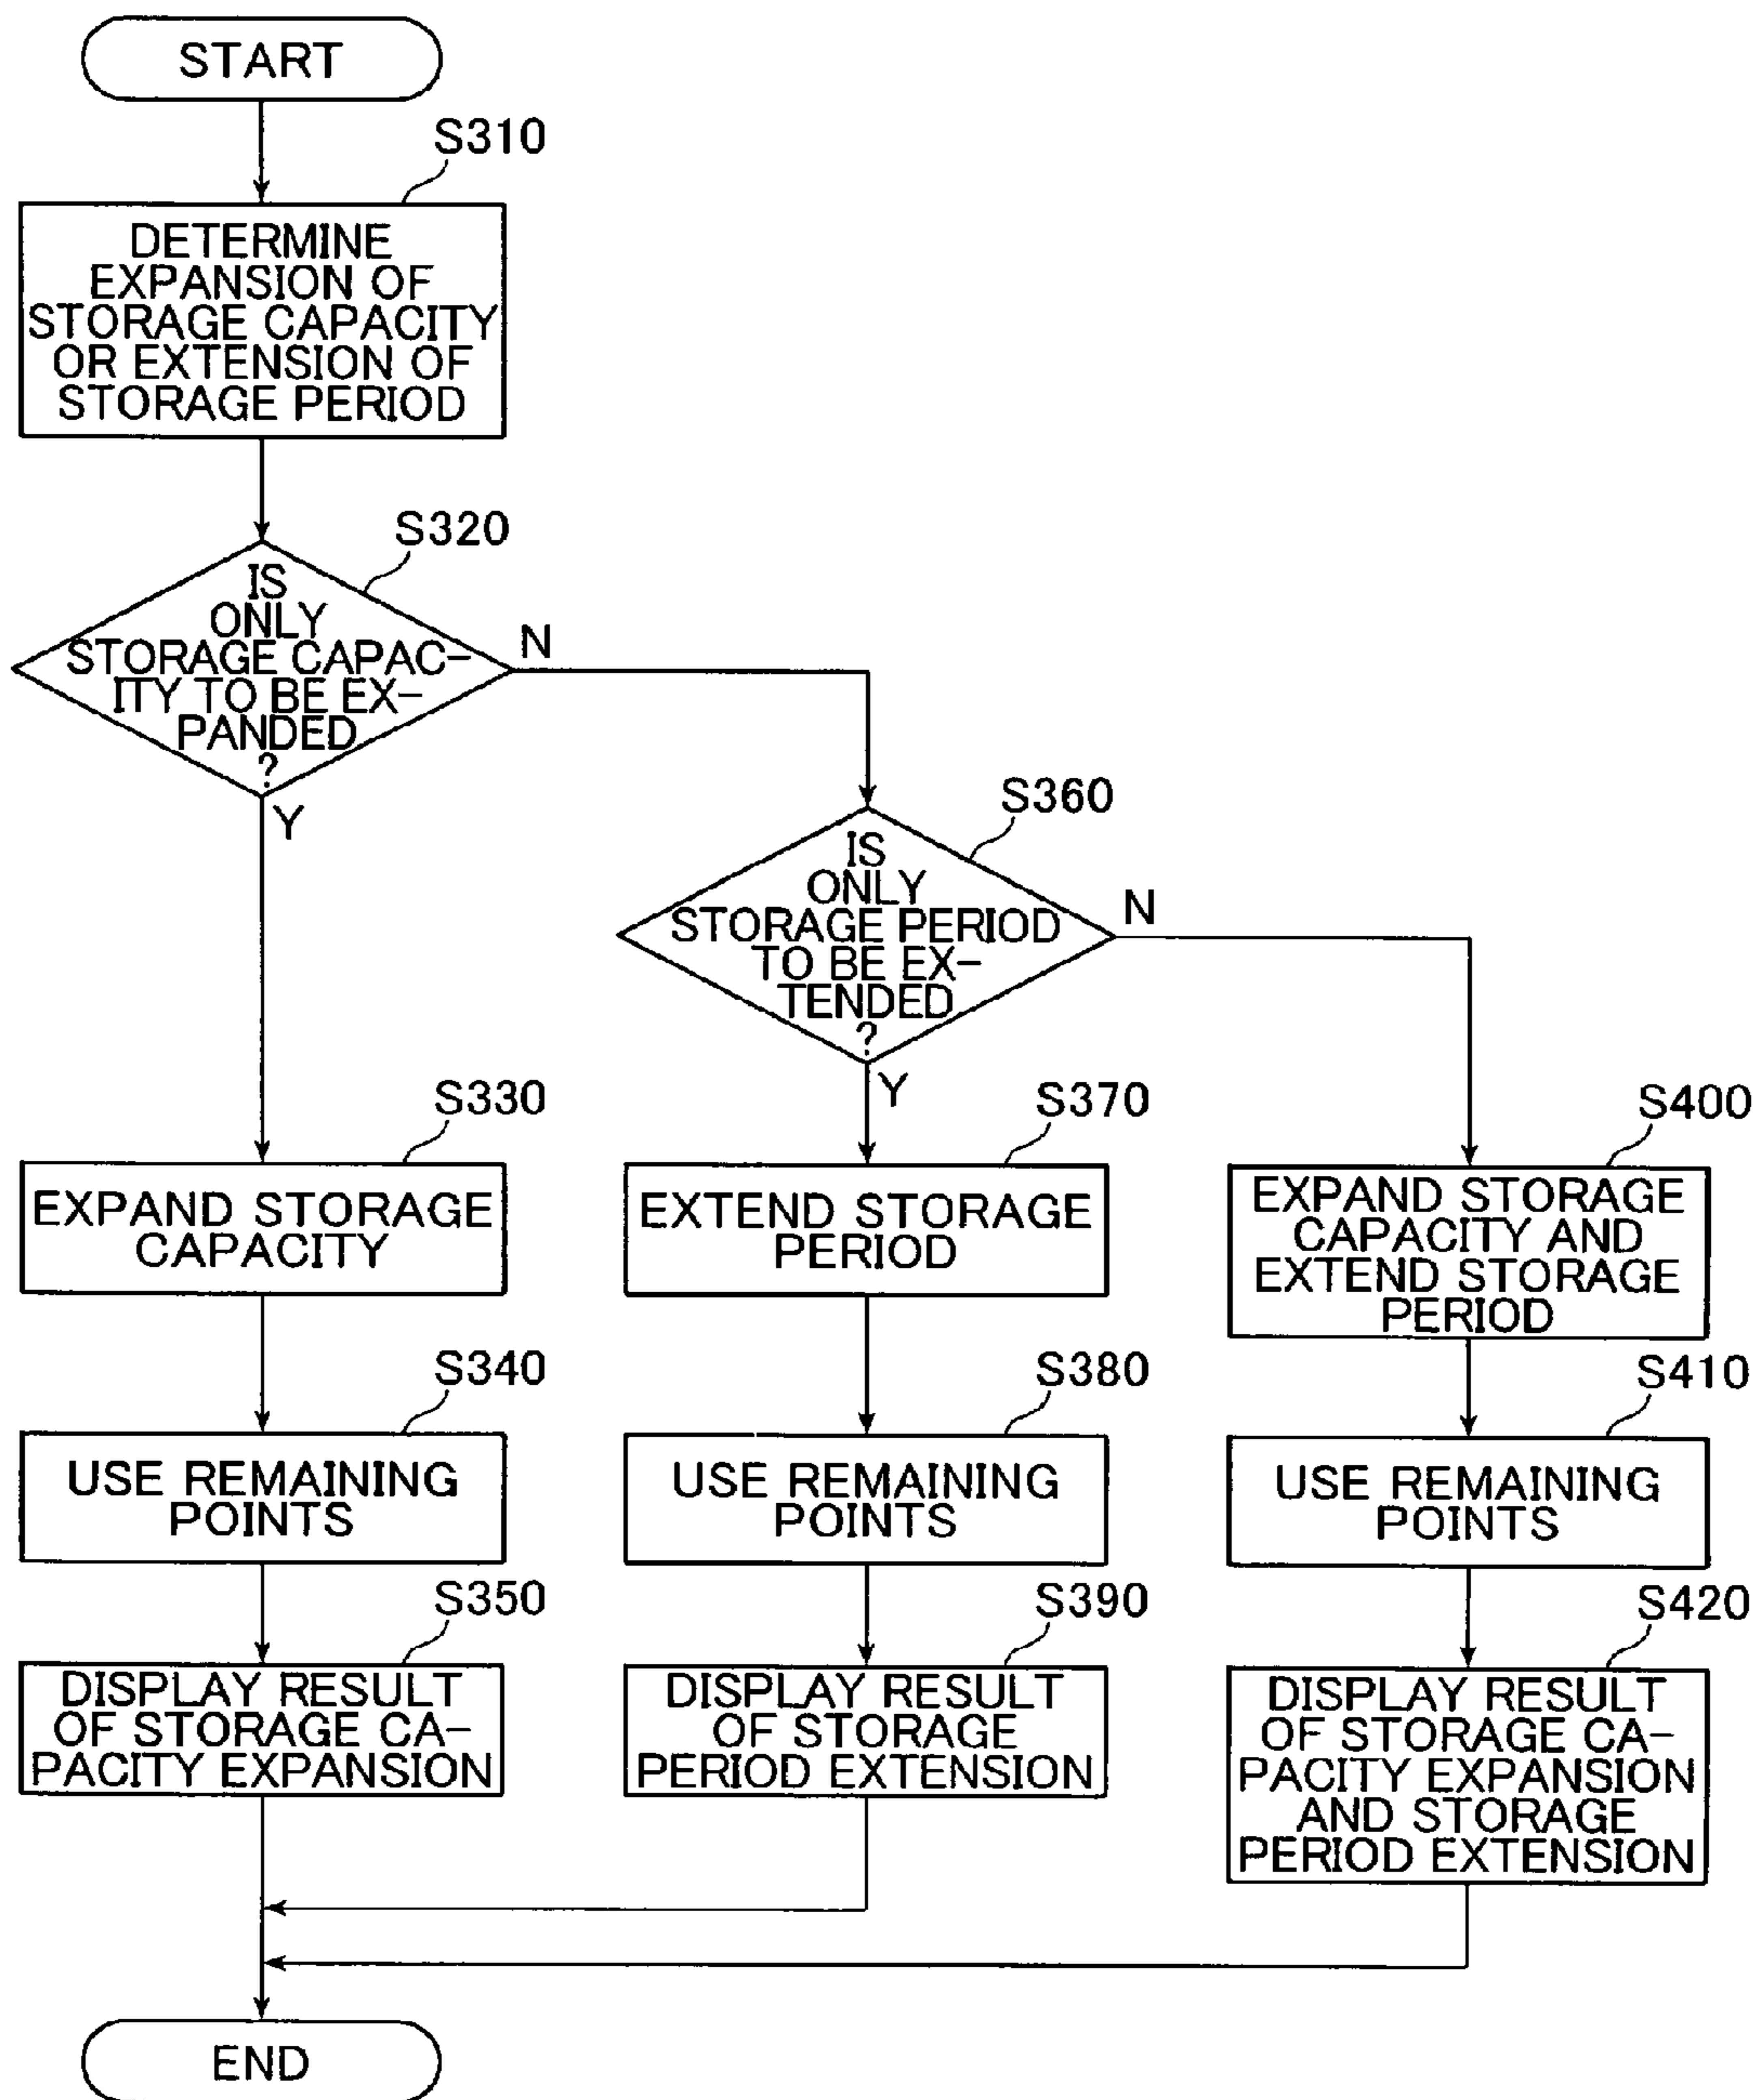 START
S310
DETERMINE
EXPANSION OF
STORAGE CAPACITY
OR EXTENSION OF
STORAGE PERIOD
S320
IS
ONLY
STORAGE CAPAC-
ITY TO BE EX-
PANDED
?
N
Y
S360
IS
ONLY
STORAGE PERIOD
TO BE EX-
TENDED
?
N
Y
S330
EXPAND STORAGE
CAPACITY
S370
EXTEND STORAGE
PERIOD
S400
EXPAND STORAGE
CAPACITY AND
EXTEND STORAGE
PERIOD
S340
USE REMAINING
POINTS
S380
USE REMAINING
POINTS
S410
USE REMAINING
POINTS
S350
DISPLAY RESULT
OF STORAGE CA-
PACITY EXPANSION
S390
DISPLAY RESULT
OF STORAGE
PERIOD EXTENSION
S420
DISPLAY RESULT
OF STORAGE CA-
PACITY EXPANSION
AND STORAGE
PERIOD EXTENSION
END